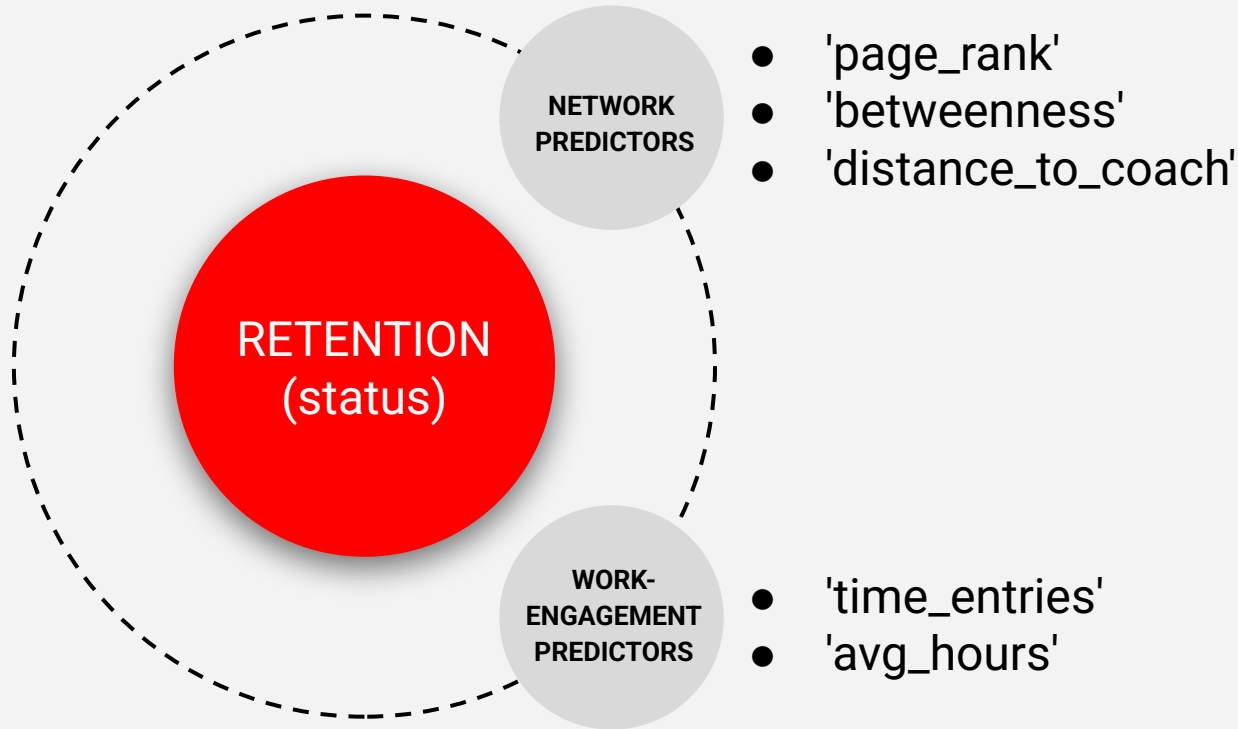 NETWORK
PREDICTORS
● 'page_rank'
● 'betweenness'
● 'distance_to_coach'
RETENTION
(status)
WORK-
ENGAGEMENT
PREDICTORS
● 'time_entries'
● 'avg_hours'